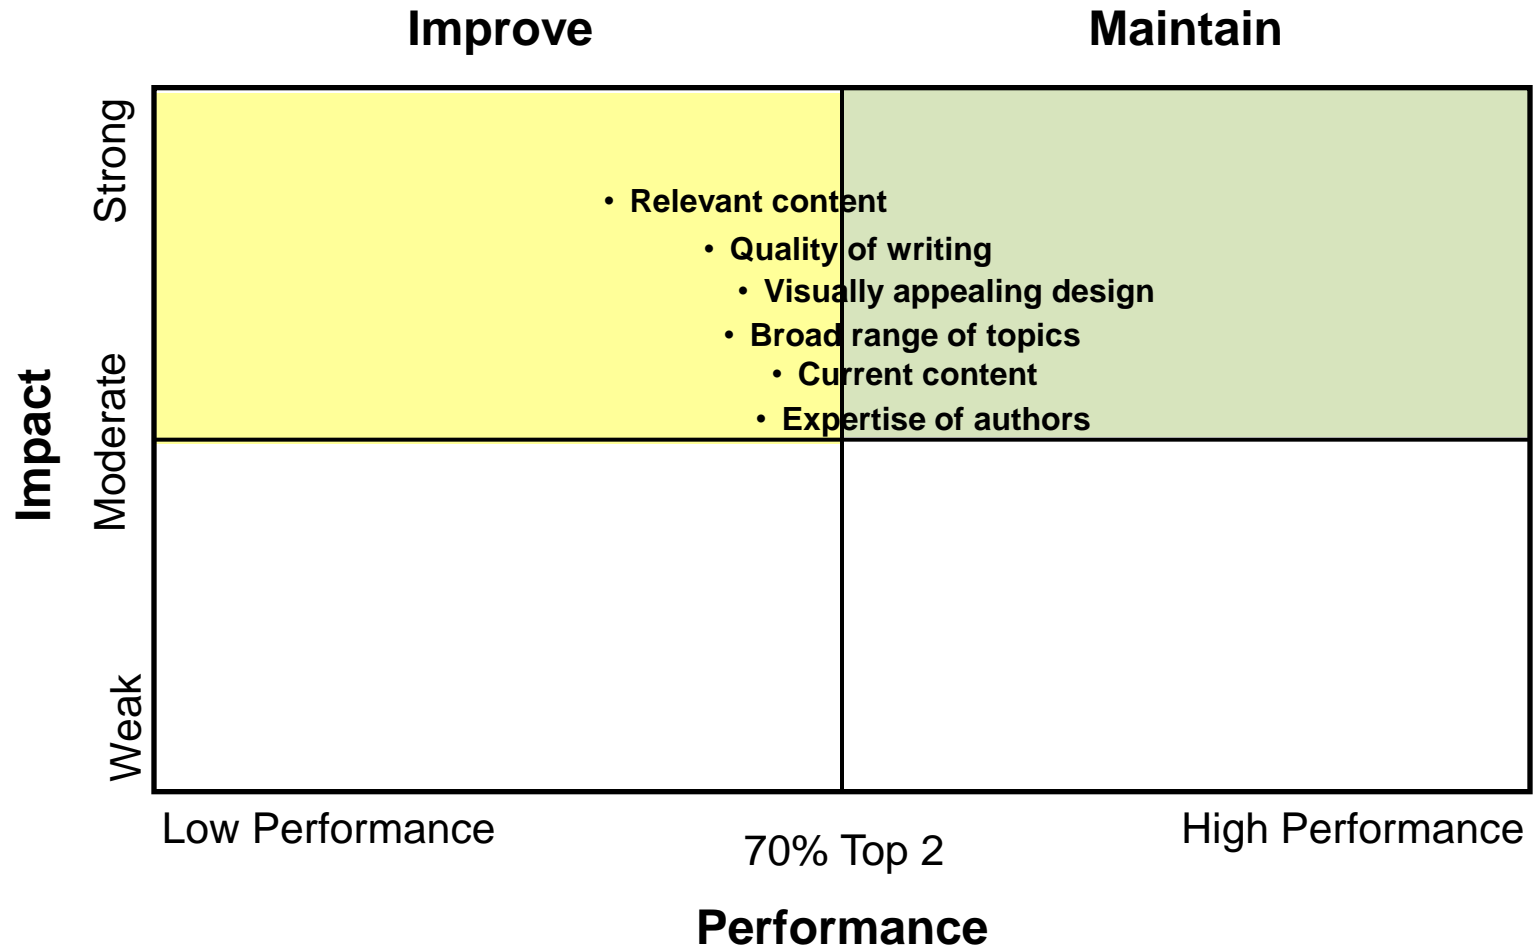 Improve
Maintain
Strong
Moderate
Weak
Impact
• Relevant content
• Quality of writing
• Visually appealing design
• Broad range of topics
• Current content
• Expertise of authors
Low Performance
70% Top 2
High Performance
Performance